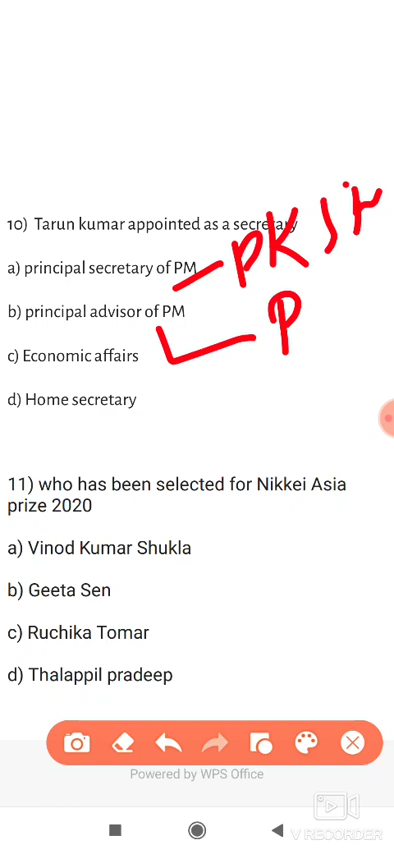 10) Tarun kumar appointed as a secretary
a) principal secretary of PM
PK Sir
b) principal advisor of PM
P
c) Economic affairs
d) Home secretary
11) who has been selected for Nikkei Asia
prize 2020
a) Vinod Kumar Shukla
b) Geeta Sen
c) Ruchika Tomar
d) Thalappil pradeep
Powered by WPS Office
V RECORDER